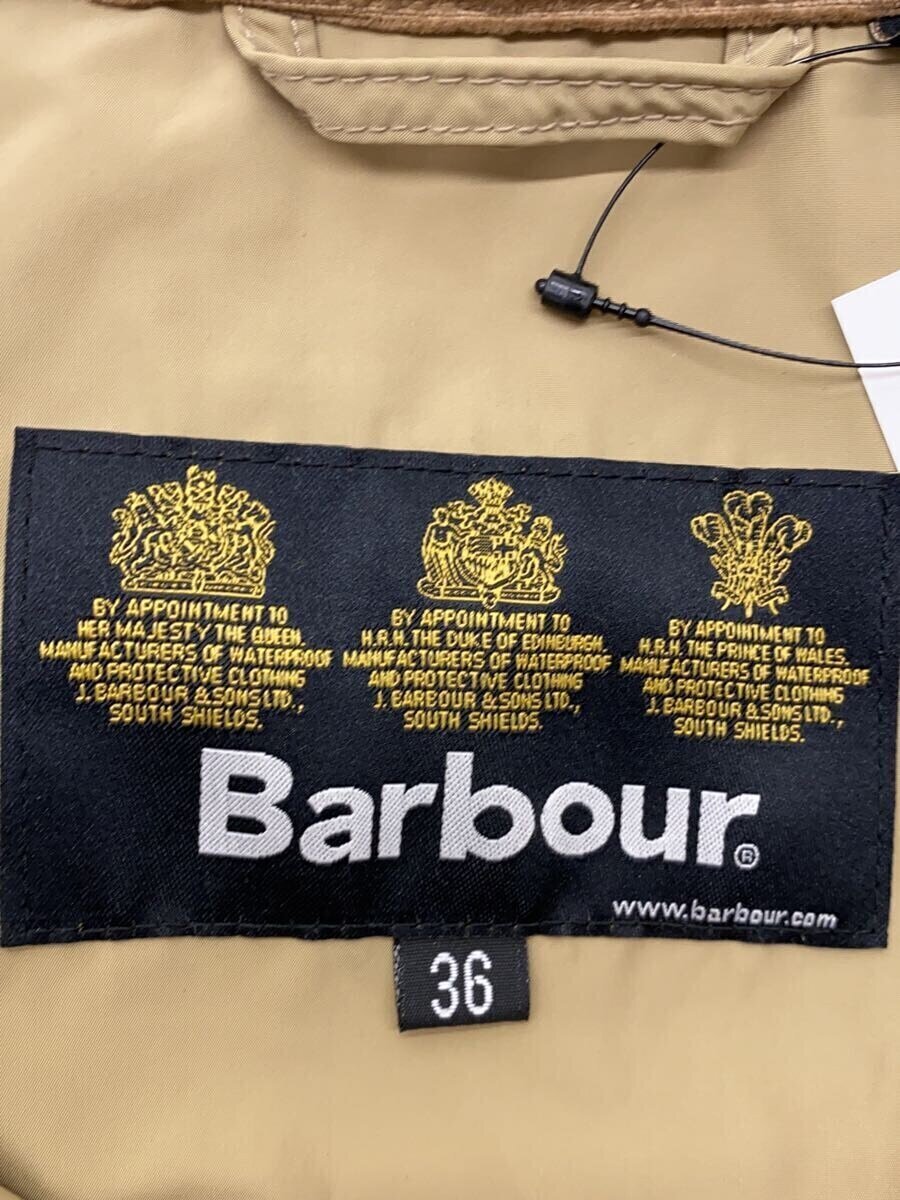 BY APPOINTMENT TO
HER MAJESTY THE QUEEN
MANUFACTURERS OF WATERPROOF
AND PROTECTIVE CLOTHING
J. BARBOUR & SONS LTD.,
SOUTH SHIELDS.
BY APPOINTMENT TO
H.R.H. THE DUKE OF EDINBURGH
MANUFACTURERS OF WATERPROOF
AND PROTECTIVE CLOTHING
J. BARBOUR & SONS LTD.,
SOUTH SHIELDS.
BY APPOINTMENT TO
H.R.H. THE PRINCE OF WALES.
MANUFACTURERS OF WATERPROOF
AND PROTECTIVE CLOTHING
J. BARBOUR & SONS LTD.,
SOUTH SHIELDS.
Barbour®
www.barbour.com
36